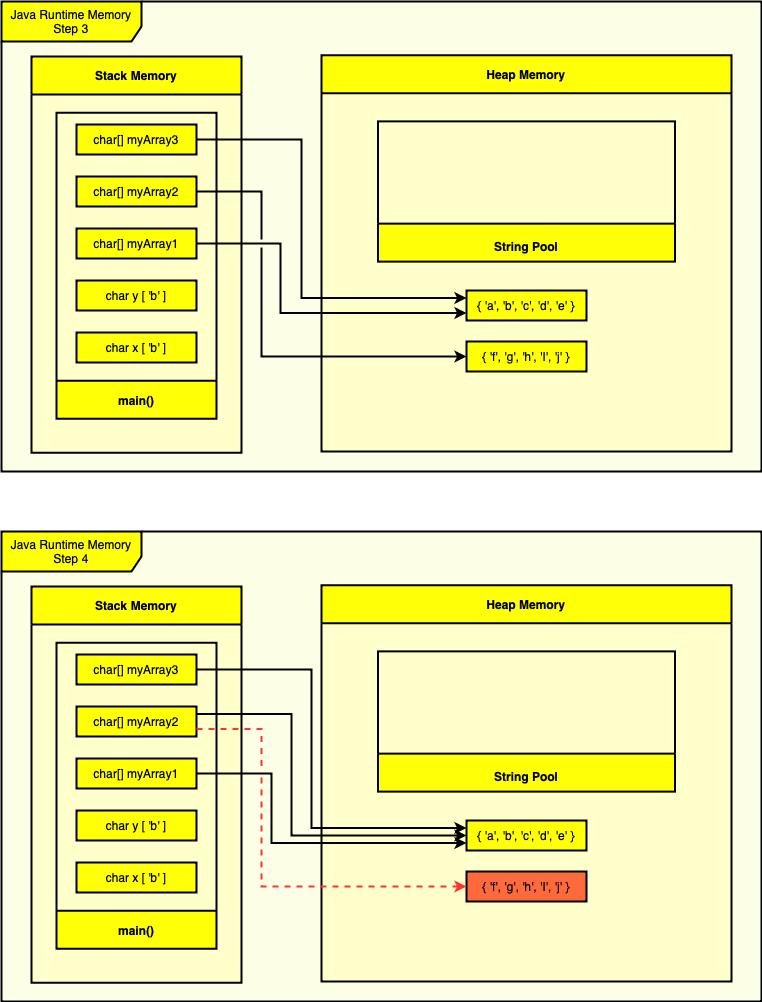 Java Runtime Memory
Step 3
Stack Memory
Heap Memory
char[] myArray3
char[] myArray2
char[] myArray1
char y [ 'b' ]
char x [ 'b' ]
main()
String Pool
{ 'a', 'b', 'c', 'd', 'e' }
{ 'f', 'g', 'h', 'I', 'j' }
Java Runtime Memory
Step 4
Stack Memory
Heap Memory
char[] myArray3
char[] myArray2
char[] myArray1
char y [ 'b' ]
char x [ 'b' ]
main()
String Pool
{ 'a', 'b', 'c', 'd', 'e' }
{ 'f', 'g', 'h', 'I', 'j' }